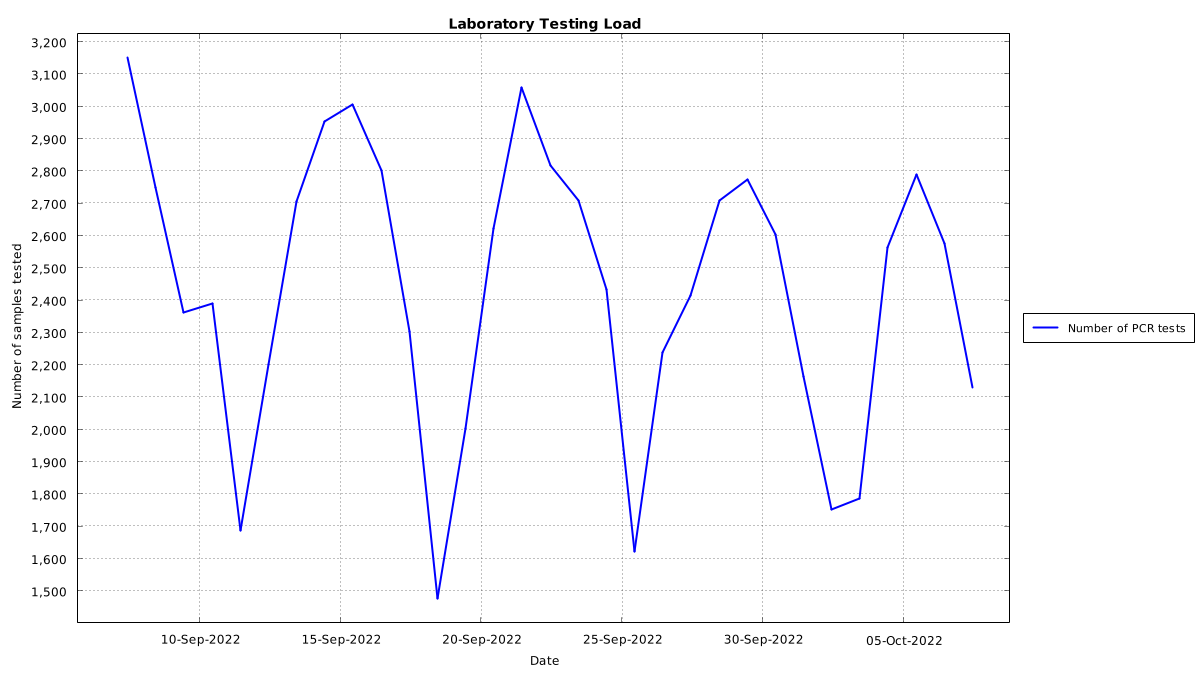 Laboratory Testing Load
Number of samples tested
3,200
3,100
3,000
2,900
2,800
2,700
2,600
2,500
2,400
2,300
2,200
2,100
2,000
1,900
1,800
1,700
1,600
1,500
10-Sep-2022
15-Sep-2022
20-Sep-2022
25-Sep-2022
30-Sep-2022
05-Oct-2022
Date
Number of PCR tests